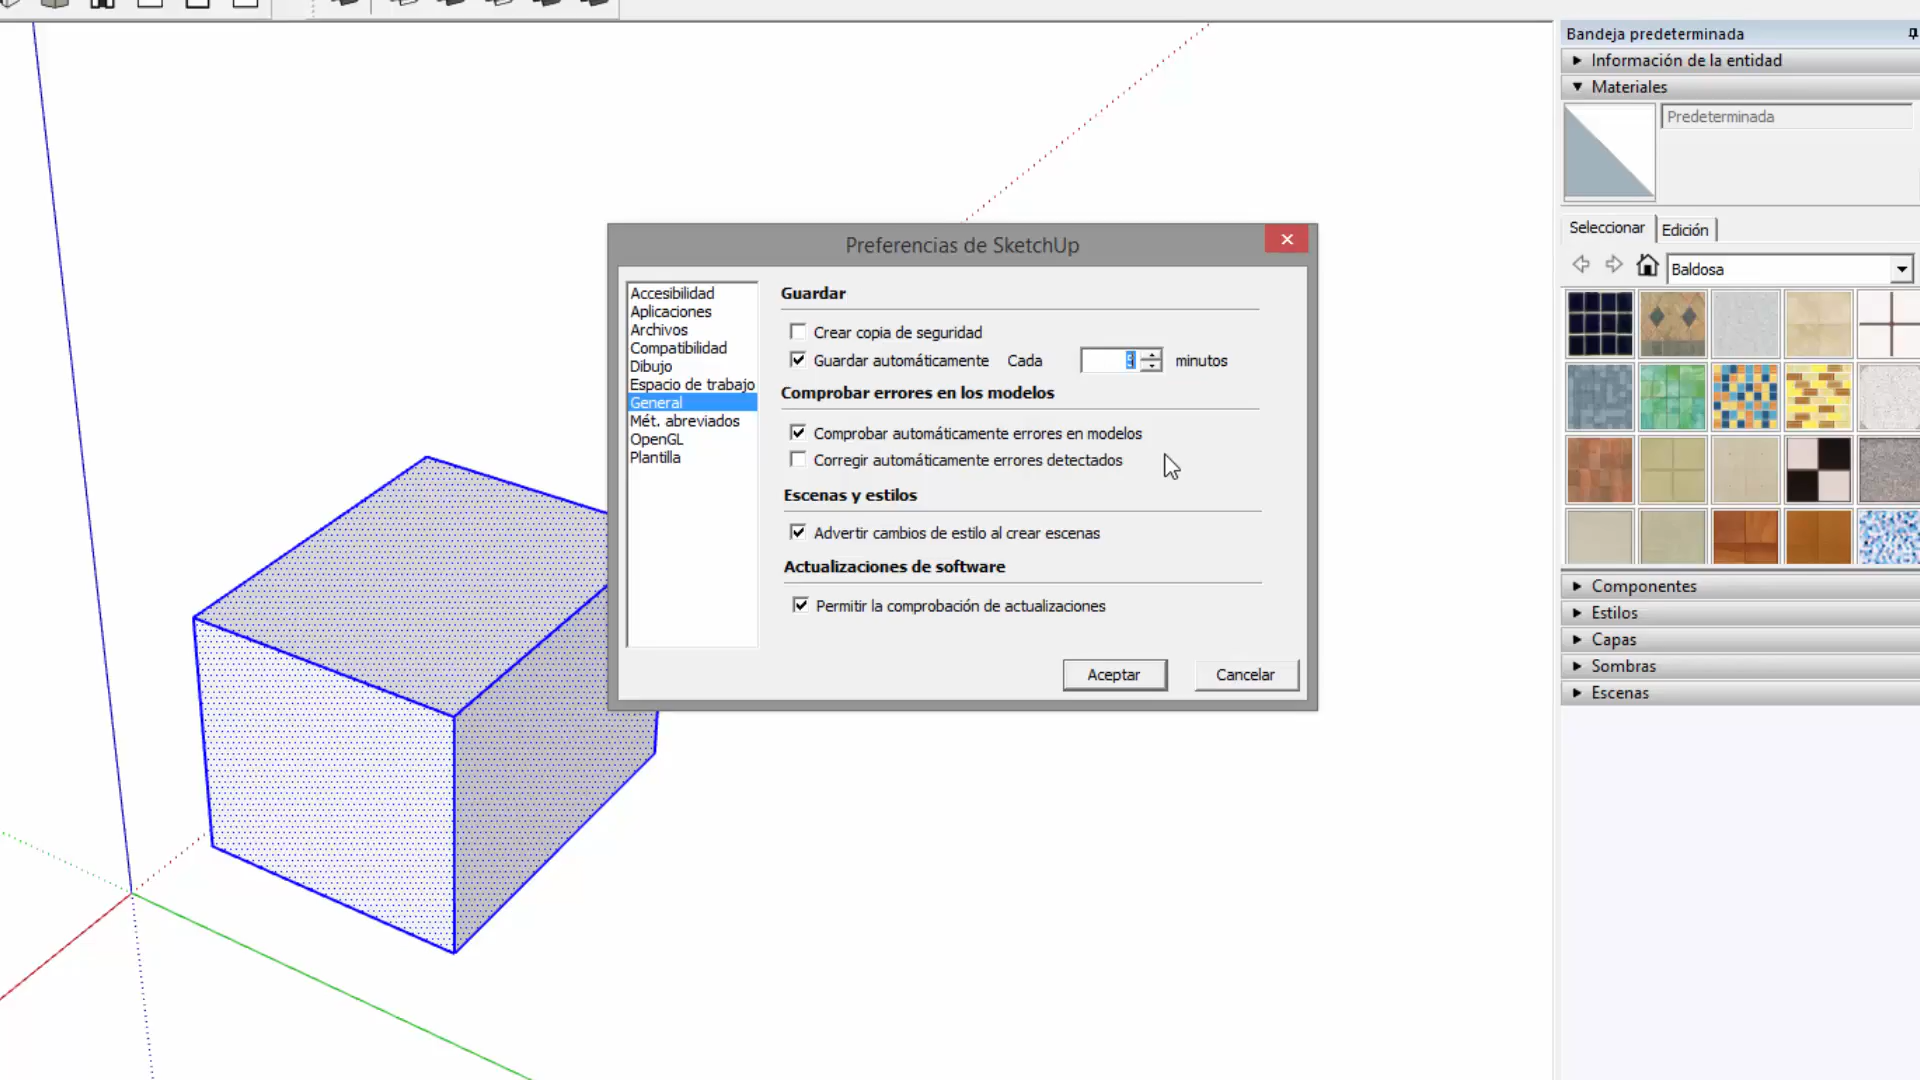 Bandeja predeterminada
Información de la entidad
Materiales
Predeterminada
Seleccionar
Edición
Baldosa
Componentes
Estilos
Capas
Sombras
Escenas
Preferencias de SketchUp
Accesibilidad
Aplicaciones
Archivos
Compatibilidad
Dibujo
Espacio de trabajo
General
Mét. abreviados
OpenGL
Plantilla
Guardar
Crear copia de seguridad
Guardar automáticamente Cada minutos
Comprobar errores en los modelos
Comprobar automáticamente errores en modelos
Corregir automáticamente errores detectados
Escenas y estilos
Advertir cambios de estilo al crear escenas
Actualizaciones de software
Permitir la comprobación de actualizaciones
Aceptar
Cancelar